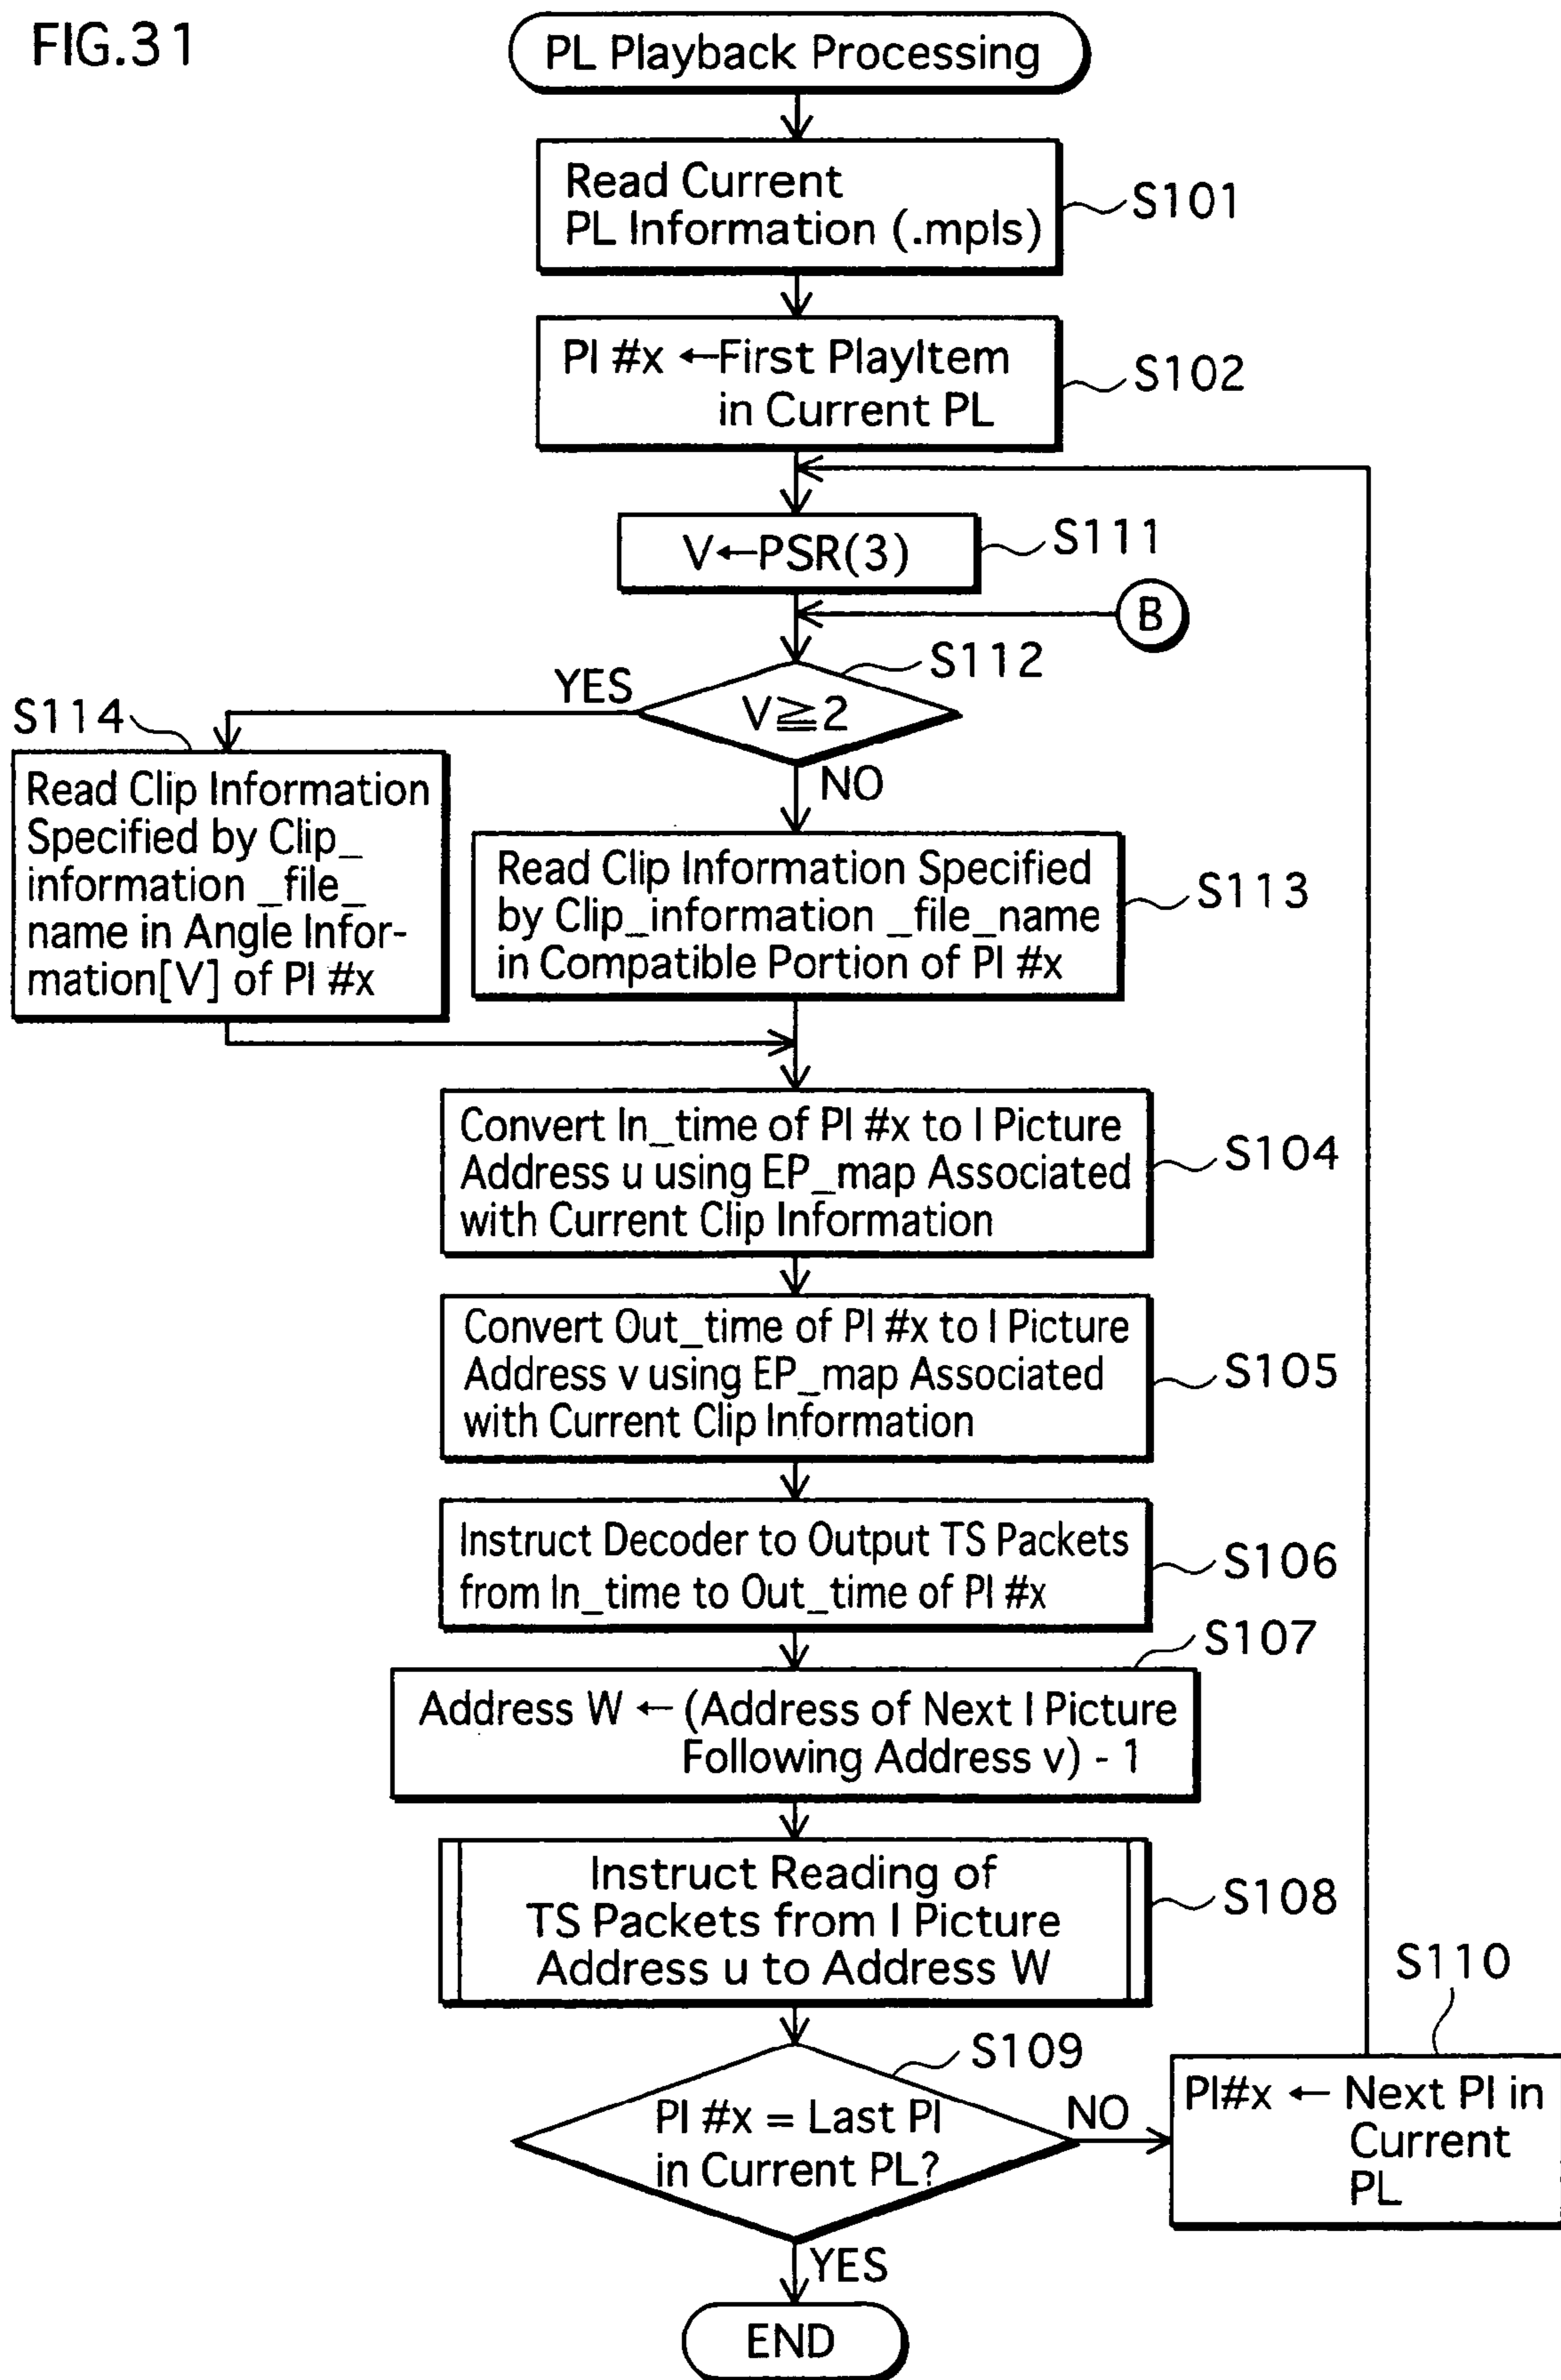 FIG.31
PL Playback Processing
Read Current
PL Information (.mpls)
S101
PI #x ←First PlayItem
in Current PL
S102
V←PSR(3)
S111
B
S112
YES
V≧2
NO
S114
Read Clip Information
Specified by Clip_
information _file_
name in Angle Infor-
mation[V] of PI #x
Read Clip Information Specified
by Clip_information _file_name
in Compatible Portion of PI #x
S113
Convert In_time of PI #x to I Picture
Address u using EP_map Associated
with Current Clip Information
S104
Convert Out_time of PI #x to I Picture
Address v using EP_map Associated
with Current Clip Information
S105
Instruct Decoder to Output TS Packets
from In_time to Out_time of PI #x
S106
S107
Address W ← (Address of Next I Picture
Following Address v) - 1
Instruct Reading of
TS Packets from I Picture
Address u to Address W
S108
S109
PI #x = Last PI
in Current PL?
NO
S110
PI#x ← Next PI in
Current
PL
YES
END